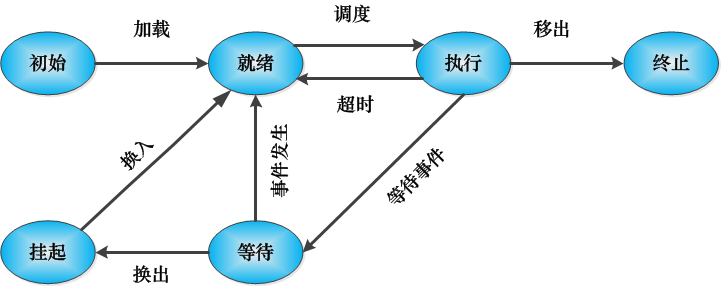 加载
调度
移出
初始
就绪
执行
终止
超时
换入
事件发生
等待事件
挂起
等待
换出